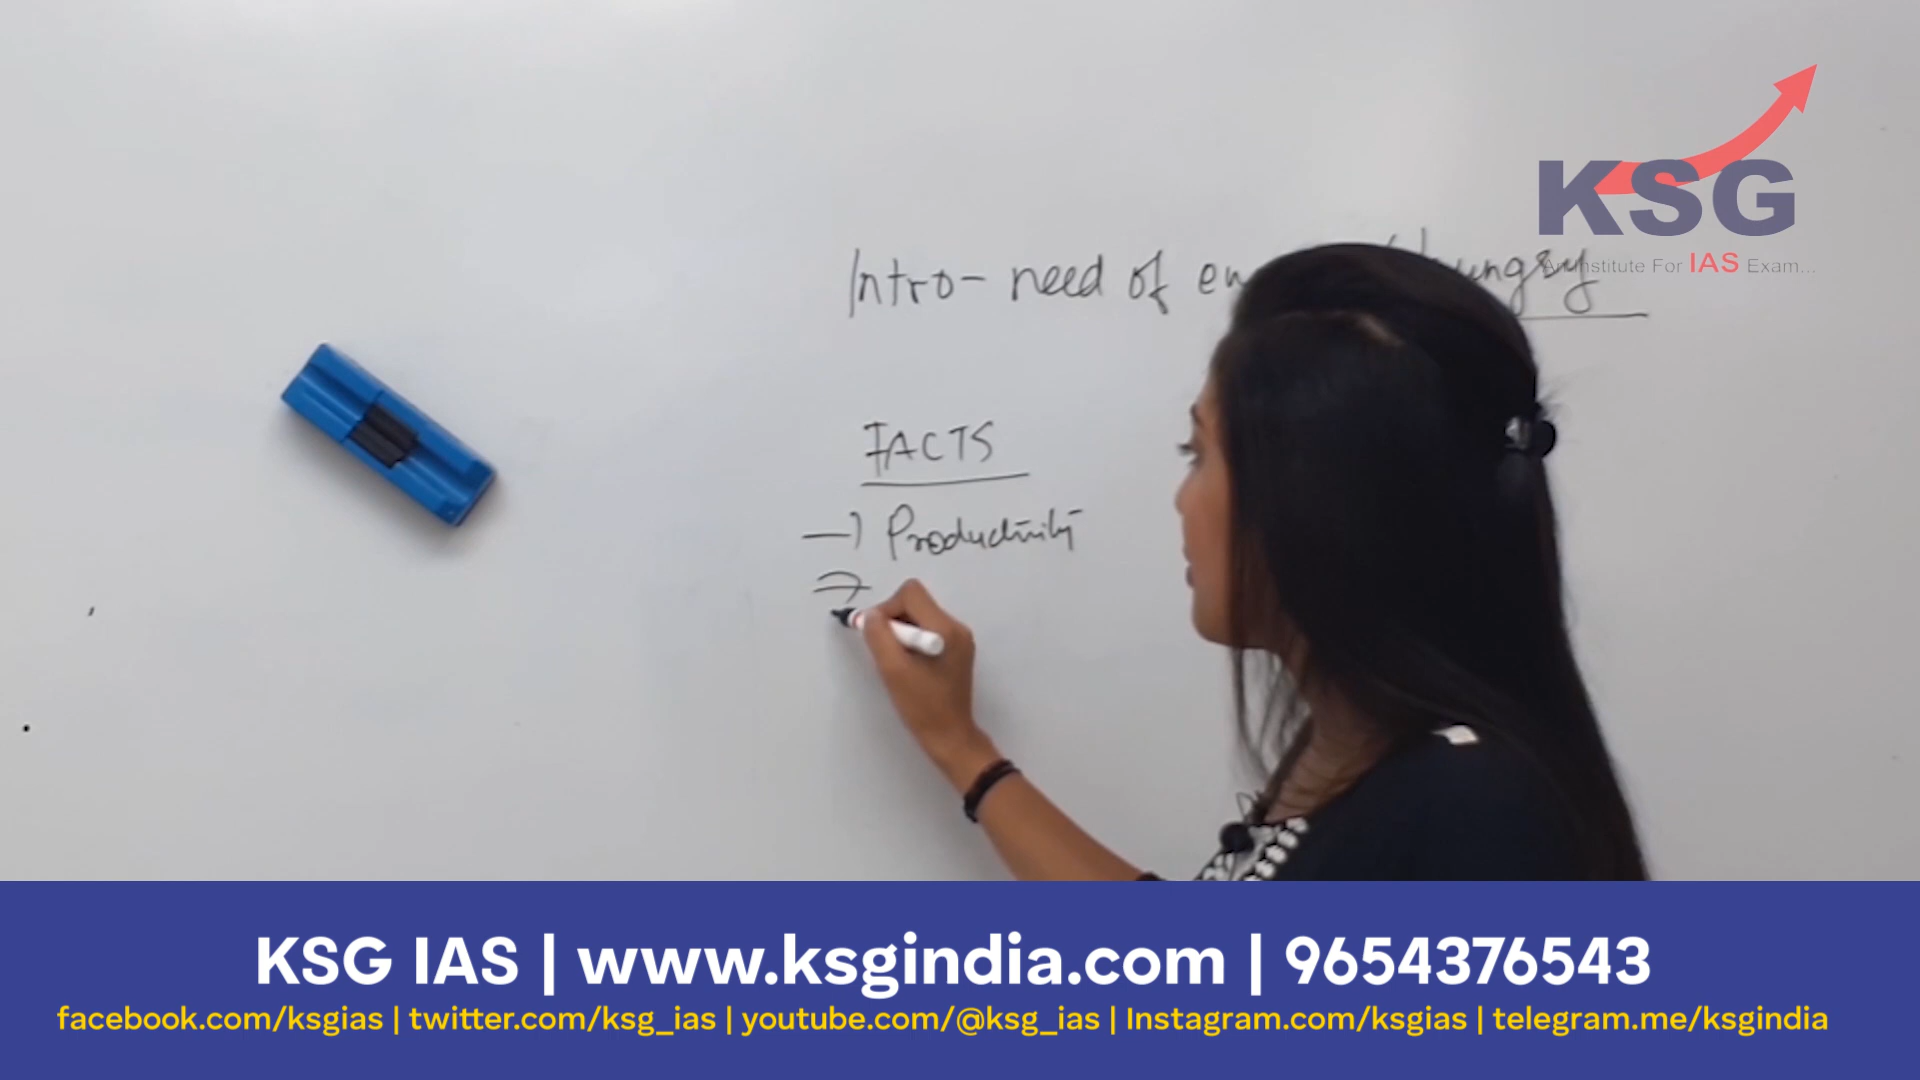 KSG
An Institute For IAS Exam...
Intro- need of
FACTS
Productivity
KSG IAS | www.ksgindia.com | 9654376543
facebook.com/ksgias | twitter.com/ksg_ias | youtube.com/@ksg_ias | Instagram.com/ksgias | telegram.me/ksgindia